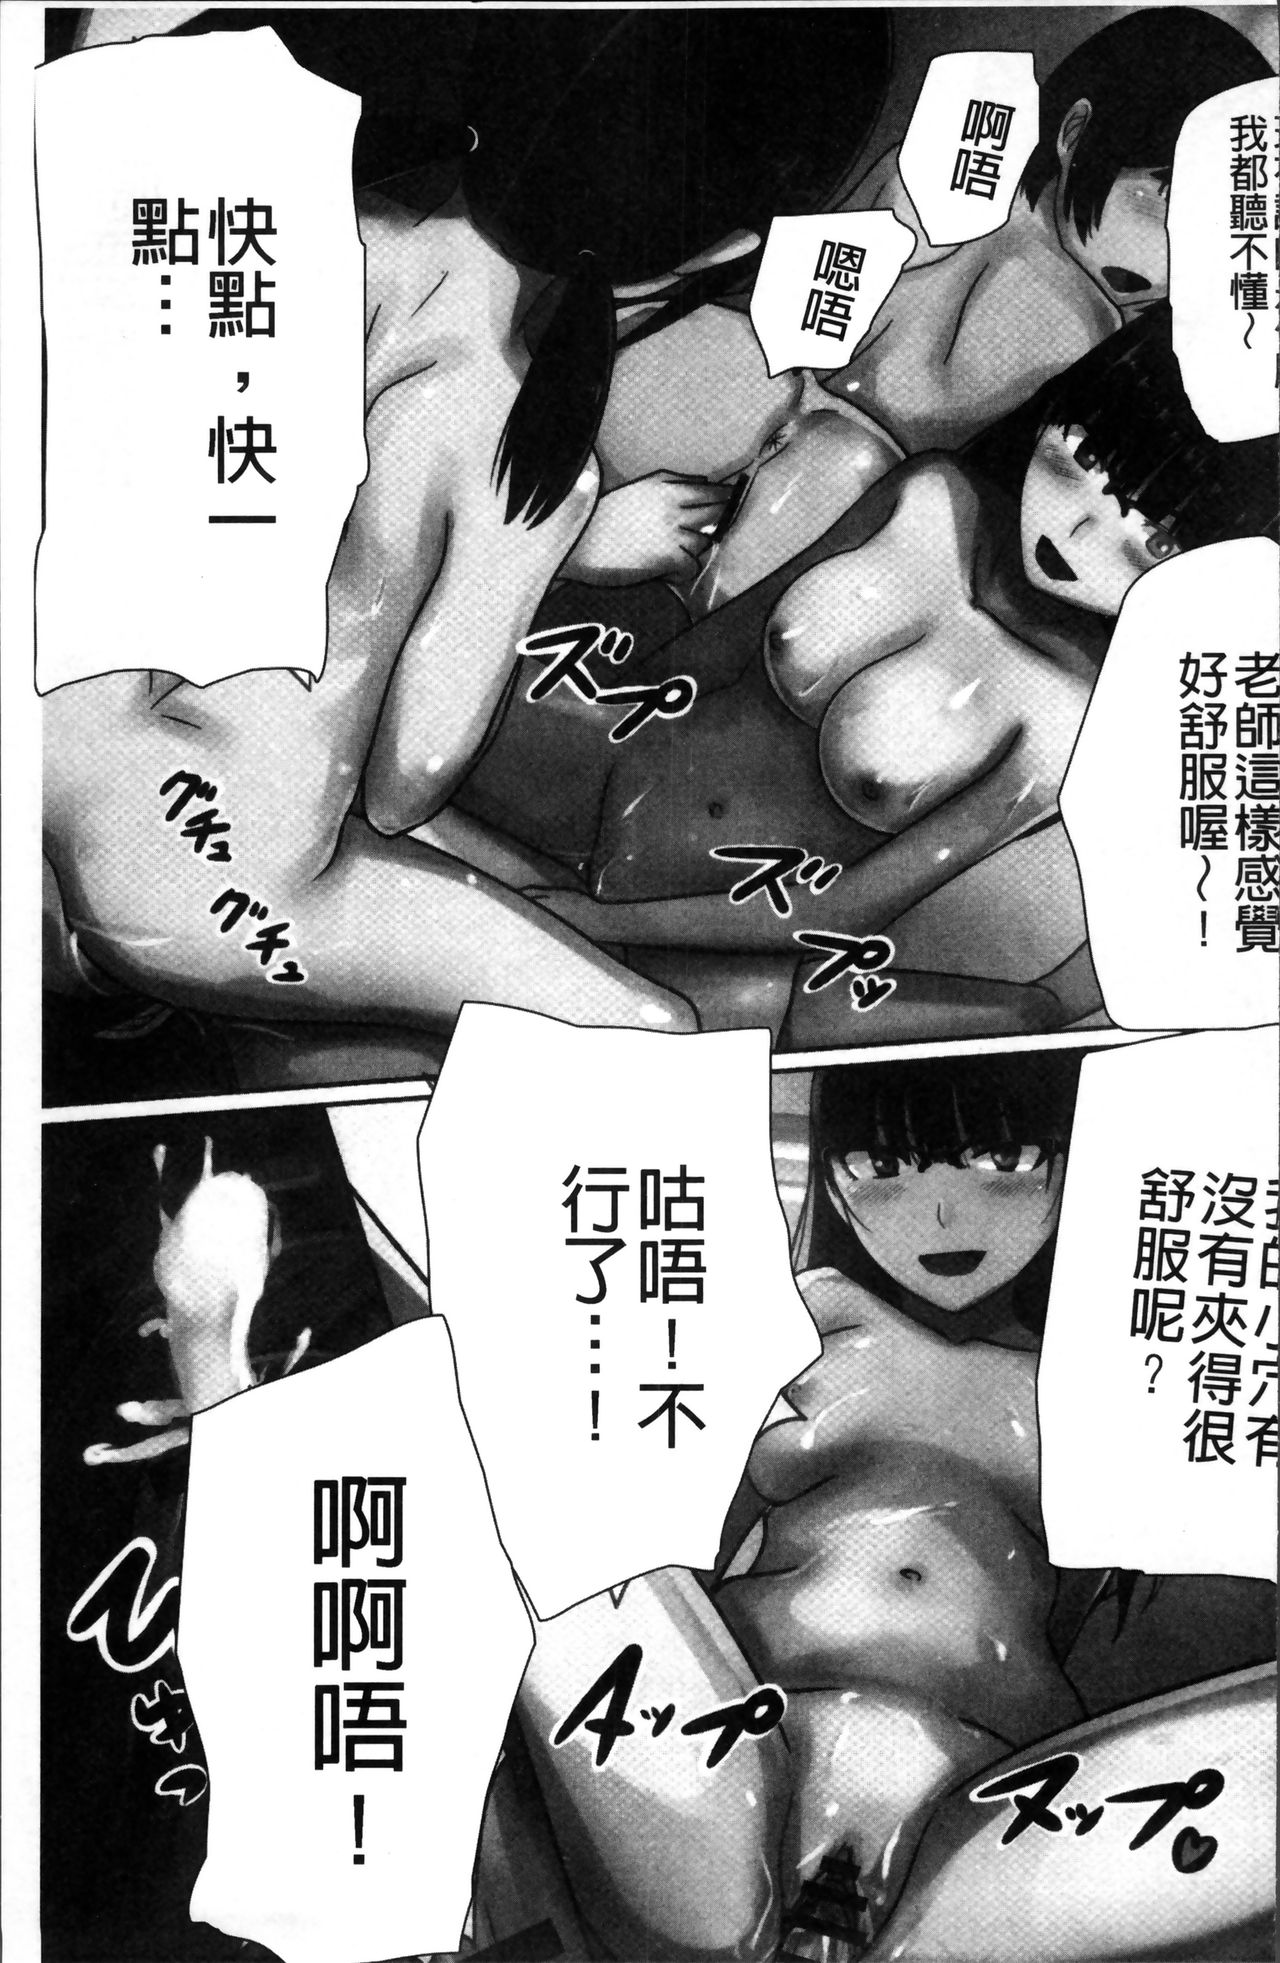 我都聽不懂～
啊唔
嗯唔
快點，快一
點…
老師這樣感覺
好舒服喔～！
ズ
プ
グチュ
グチュ
ズ
プッ
沒有夾得很
舒服呢？
咕唔！不
行了…！
啊啊唔！
ヌップ
ヌップ♡